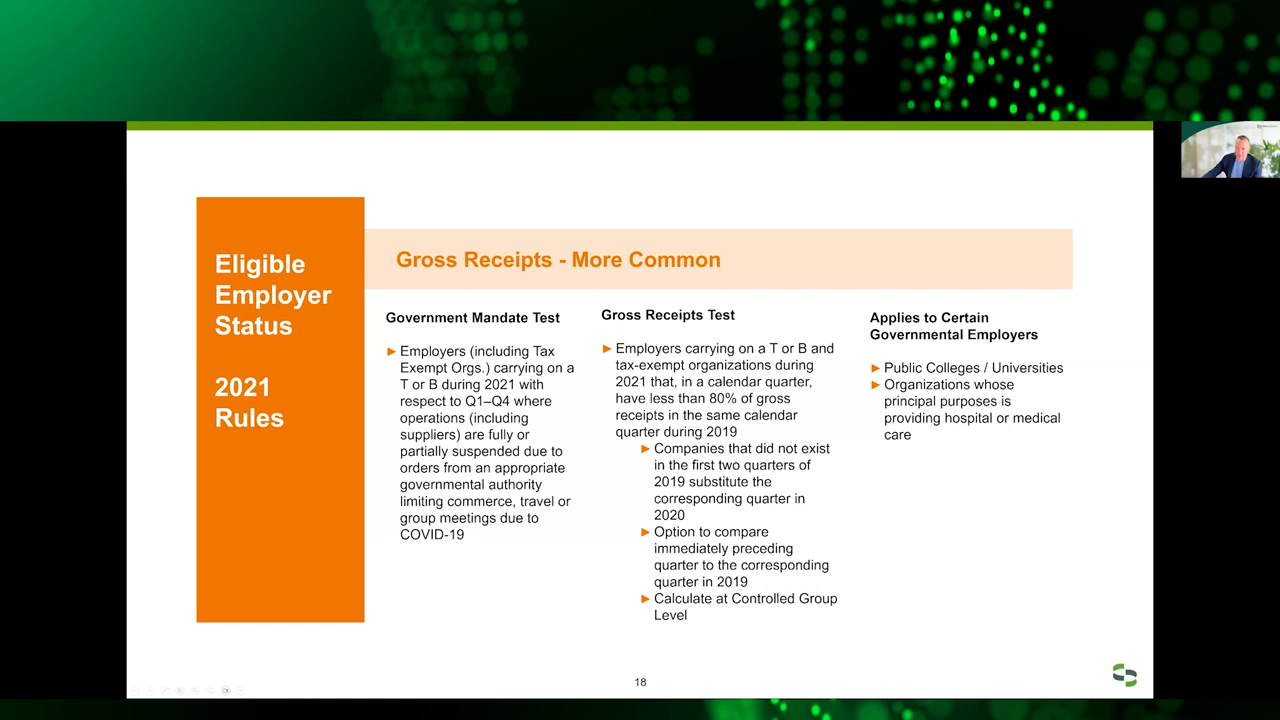 Eligible
Employer
Status
2021
Rules
Gross Receipts - More Common
Government Mandate Test
► Employers (including Tax
Exempt Orgs.) carrying on a
T or B during 2021 with
respect to Q1–Q4 where
operations (including
suppliers) are fully or
partially suspended due to
orders from an appropriate
governmental authority
limiting commerce, travel or
group meetings due to
COVID-19
Gross Receipts Test
► Employers carrying on a T or B and
tax-exempt organizations during
2021 that, in a calendar quarter,
have less than 80% of gross
receipts in the same calendar
quarter during 2019
► Companies that did not exist
in the first two quarters of
2019 substitute the
corresponding quarter in
2020
► Option to compare
immediately preceding
quarter to the corresponding
quarter in 2019
► Calculate at Controlled Group
Level
Applies to Certain
Governmental Employers
► Public Colleges / Universities
► Organizations whose
principal purposes is
providing hospital or medical
care
18